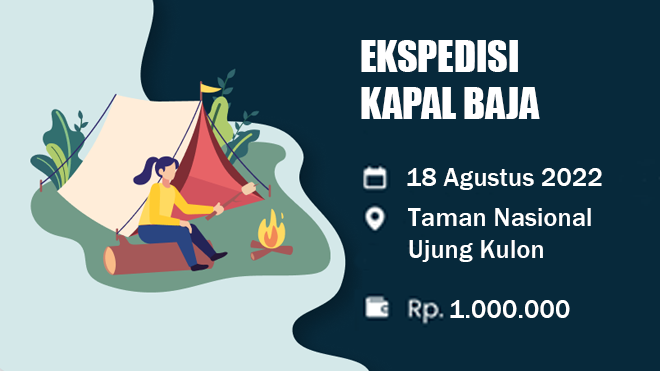 EKSPEDISI
KAPAL BAJA
18 Agustus 2022
Taman Nasional
Ujung Kulon
Rp. 1.000.000